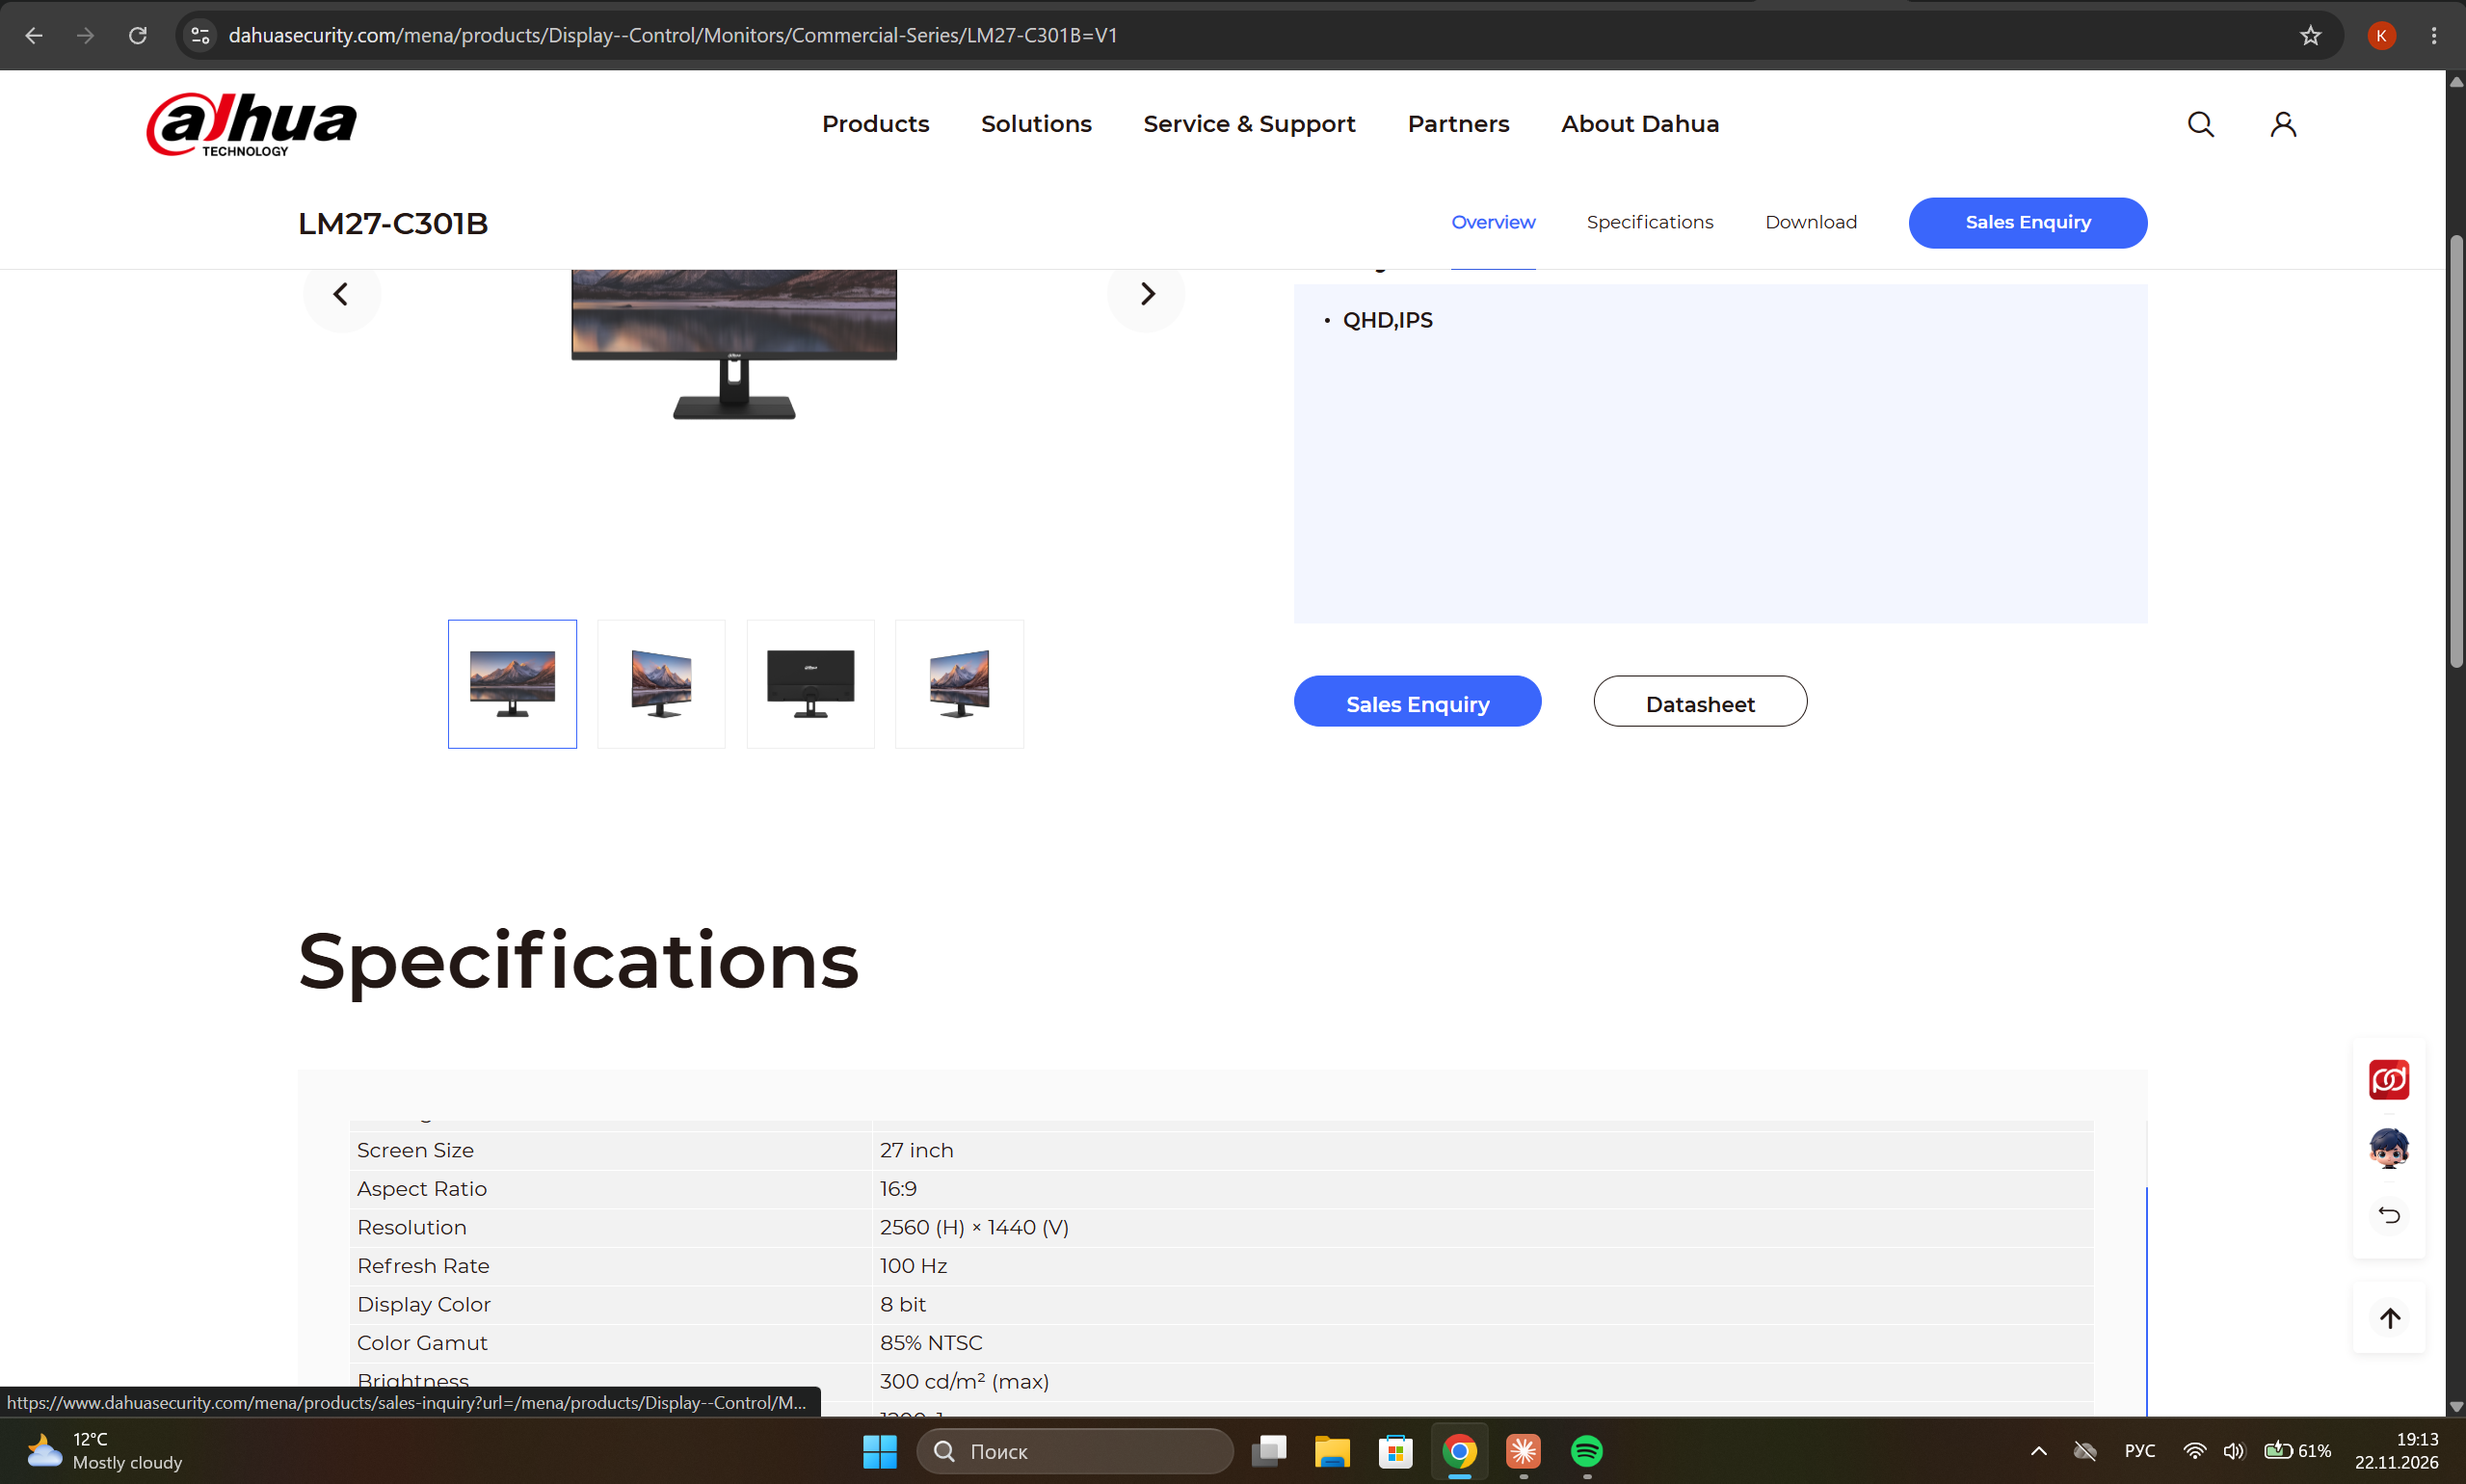 dahuasecurity.com/mena/products/Display--Control/Monitors/Commercial-Series/LM27-C301B=V1
K
alhua
TECHNOLOGY
Products
Solutions
Service & Support
Partners
About Dahua
LM27-C301B
Overview
Specifications
Download
Sales Enquiry
• QHD,IPS
Sales Enquiry
Datasheet
Specifications
Screen Size 27 inch
Aspect Ratio 16:9
Resolution 2560 (H) × 1440 (V)
Refresh Rate 100 Hz
Display Color 8 bit
Color Gamut 85% NTSC
Brightness 300 cd/m² (max)
https://www.dahuasecurity.com/mena/products/sales-inquiry?url=/mena/products/Display--Control/M...
12°C
Mostly cloudy
Поиск
РУС
61%
19:13
22.11.2026